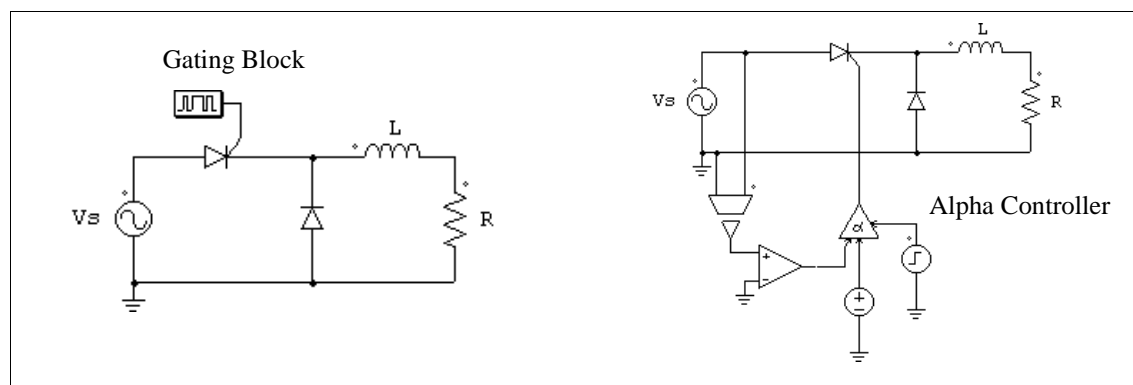 Gating Block
L
Vs
R
L
Vs
R
Alpha Controller
α